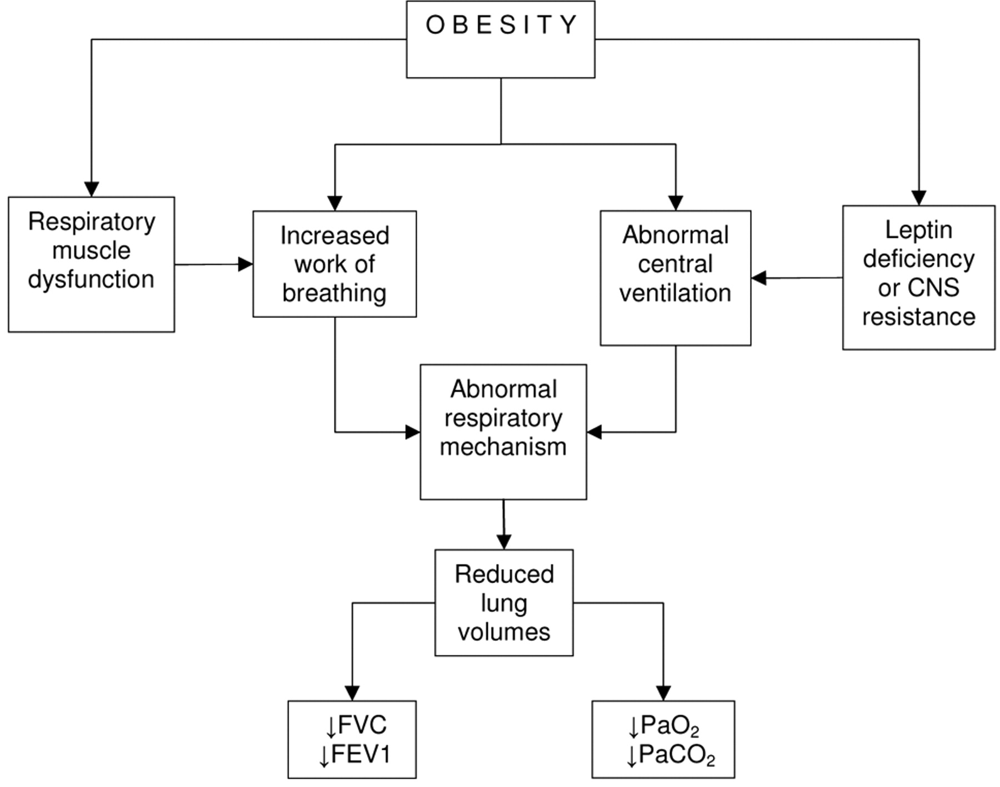 O B E S I T Y
Respiratory
muscle
dysfunction
Increased
work of
breathing
Abnormal
central
ventilation
Leptin
deficiency
or CNS
resistance
Abnormal
respiratory
mechanism
Reduced
lung
volumes
↓FVC
↓FEV1
↓PaO₂
↓PaCO₂